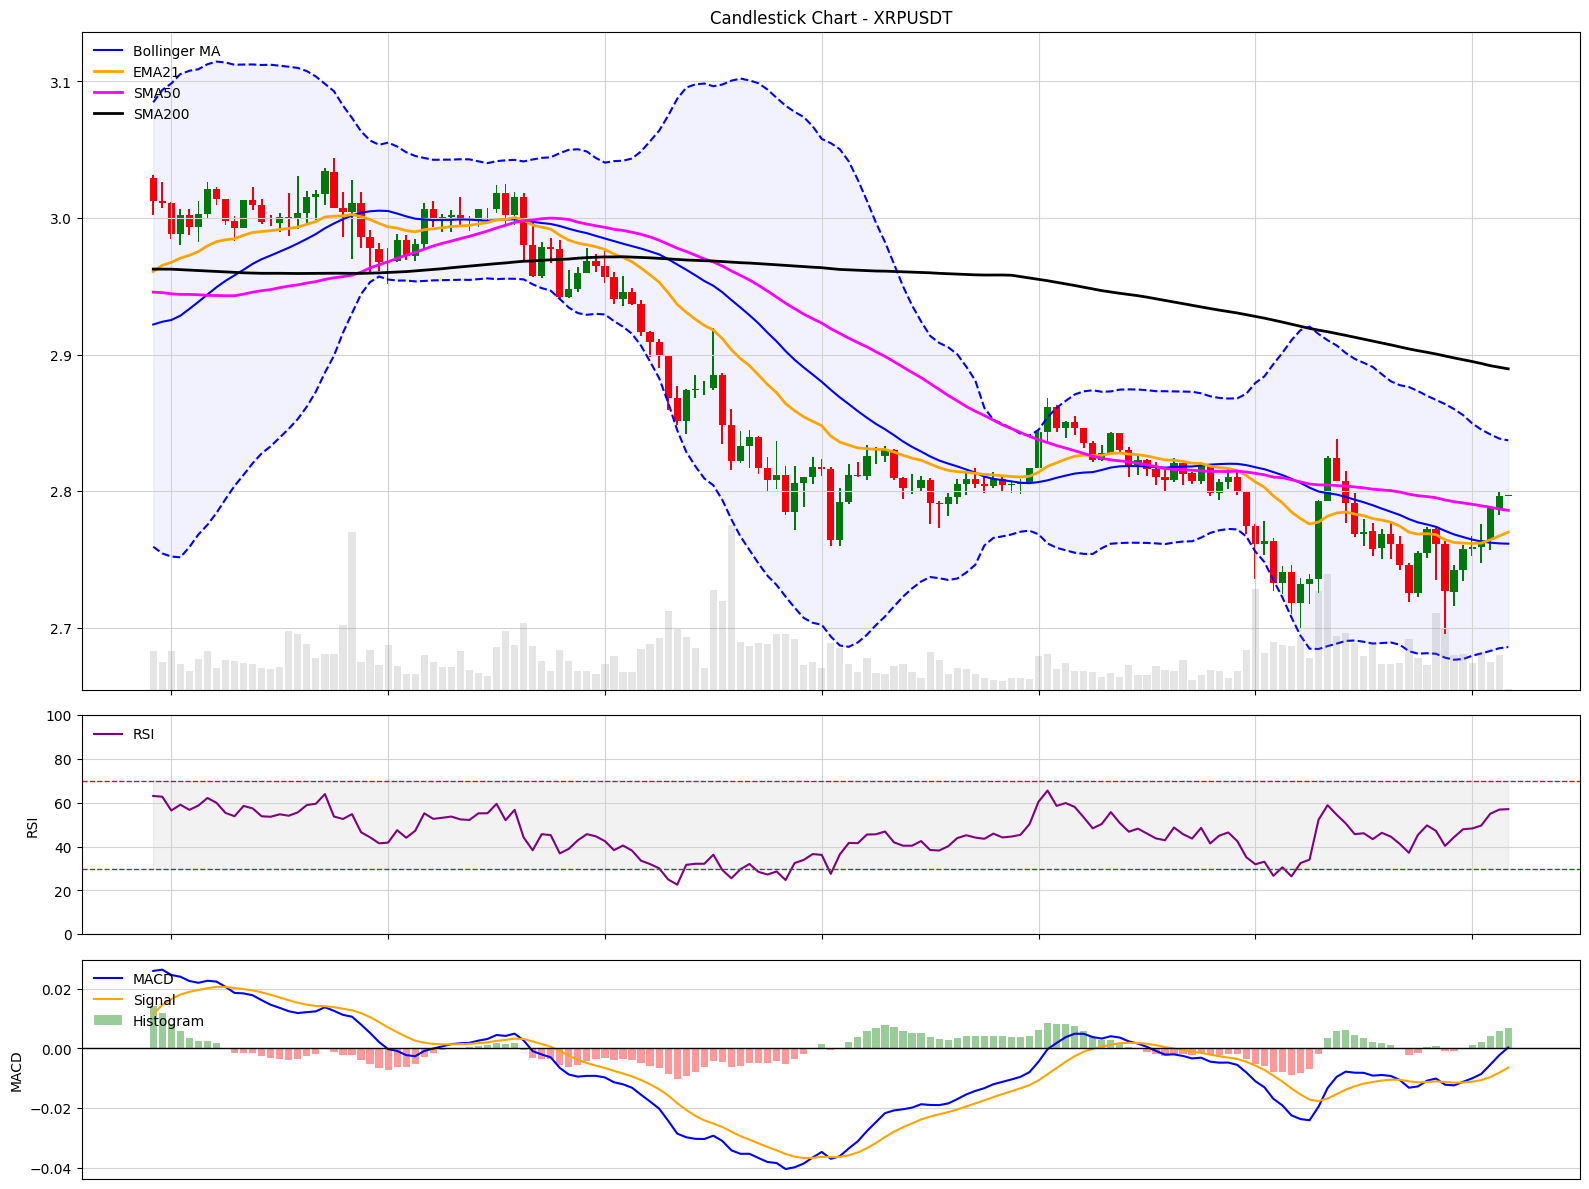 Candlestick Chart - XRPUSDT
Bollinger MA
EMA21
SMA50
SMA200
3.1
3.0
2.9
2.8
2.7
RSI
100
80
60
40
20
0
RSI
MACD
Signal
Histogram
0.02
0.00
−0.02
−0.04
MACD